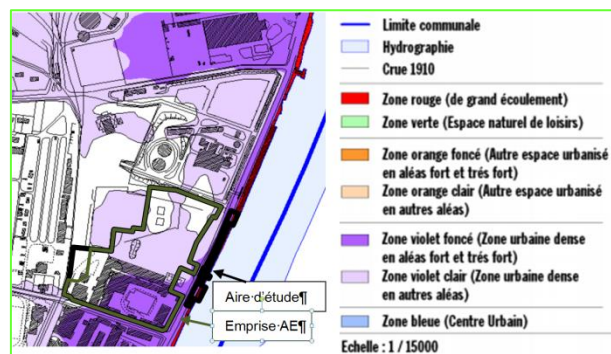 Aire·d'étude¶
Emprise·AE¶
Limite communale
Hydrographie
Crue 1910
Zone rouge (de grand écoulement)
Zone verte (Espace naturel de loisirs)
Zone orange foncé (Autre espace urbanisé
en aléas fort et trés fort)
Zone orange clair (Autre espace urbanisé
en autres aléas)
Zone violet foncé (Zone urbaine dense
en aléas fort et trés fort)
Zone violet clair (Zone urbaine dense
en autres aléas)
Zone bleue (Centre Urbain)
Echelle : 1 / 15000